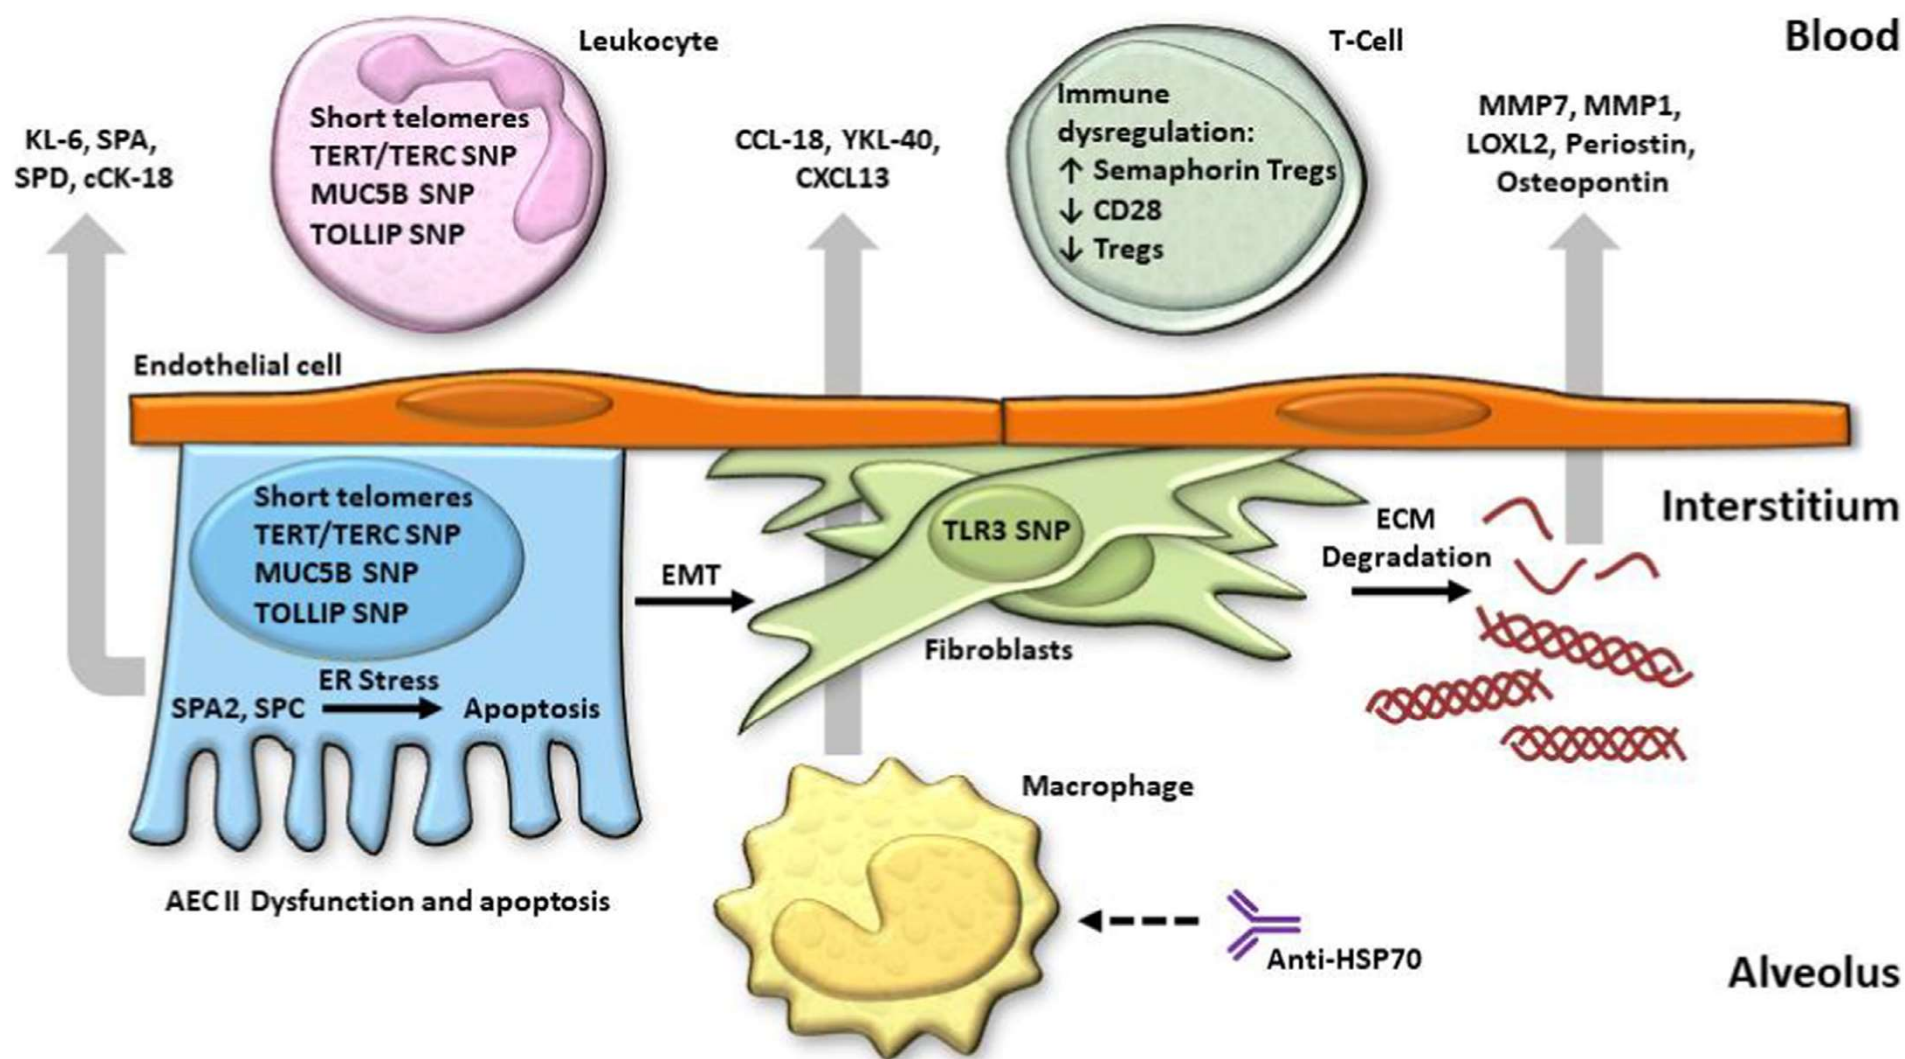 Blood
Leukocyte
T-Cell
KL-6, SPA,
SPD, cCK-18
Short telomeres
TERT/TERC SNP
MUC5B SNP
TOLLIP SNP
CCL-18, YKL-40,
CXCL13
Immune
dysregulation:
↑ Semaphorin Tregs
↓ CD28
↓ Tregs
MMP7, MMP1,
LOXL2, Periostin,
Osteopontin
Endothelial cell
Interstitium
Short telomeres
TERT/TERC SNP
MUC5B SNP
TOLLIP SNP
ER Stress
SPA2, SPC
Apoptosis
EMT
TLR3 SNP
Fibroblasts
ECM
Degradation
AEC II Dysfunction and apoptosis
Macrophage
Anti-HSP70
Alveolus